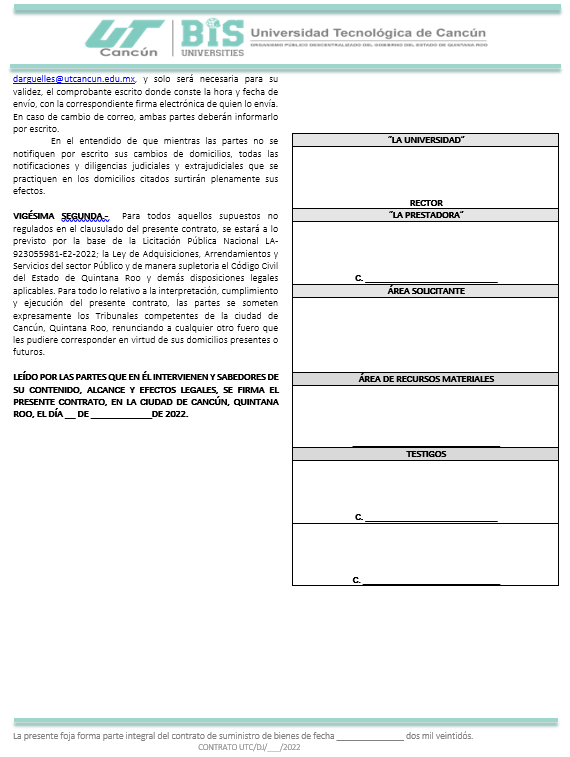 UT
Cancún
BIS
UNIVERSITIES
Universidad Tecnológica de Cancún
ORGANISMO PÚBLICO DESCENTRALIZADO DEL GOBIERNO DEL ESTADO DE QUINTANA ROO
darguelles@utcancun.edu.mx, y solo será necesaria para su
validez, el comprobante escrito donde conste la hora y fecha de
envío, con la correspondiente firma electrónica de quien lo envía.
En caso de cambio de correo, ambas partes deberán informarlo
por escrito.
En el entendido de que mientras las partes no se
notifiquen por escrito sus cambios de domicilios, todas las
notificaciones y diligencias judiciales y extrajudiciales que se
practiquen en los domicilios citados surtirán plenamente sus
efectos.
VIGÉSIMA SEGUNDA.- Para todos aquellos supuestos no
regulados en el clausulado del presente contrato, se estará a lo
previsto por la base de la Licitación Pública Nacional LA-
923055981-E2-2022; la Ley de Adquisiciones, Arrendamientos y
Servicios del sector Público y de manera supletoria el Código Civil
del Estado de Quintana Roo y demás disposiciones legales
aplicables. Para todo lo relativo a la interpretación, cumplimiento
y ejecución del presente contrato, las partes se someten
expresamente los Tribunales competentes de la ciudad de
Cancún, Quintana Roo, renunciando a cualquier otro fuero que
les pudiere corresponder en virtud de sus domicilios presentes o
futuros.
LEÍDO POR LAS PARTES QUE EN ÉL INTERVIENEN Y SABEDORES DE
SU CONTENIDO, ALCANCE Y EFECTOS LEGALES, SE FIRMA EL
PRESENTE CONTRATO, EN LA CIUDAD DE CANCÚN, QUINTANA
ROO, EL DÍA __ DE ____________DE 2022.
"LA UNIVERSIDAD"
RECTOR
"LA PRESTADORA"
C. __________________________
ÁREA SOLICITANTE
ÁREA DE RECURSOS MATERIALES
_____________________________
TESTIGOS
C. __________________________
C. ___________________________
La presente foja forma parte integral del contrato de suministro de bienes de fecha ______________ dos mil veintidós.
CONTRATO UTC/DJ/___/2022